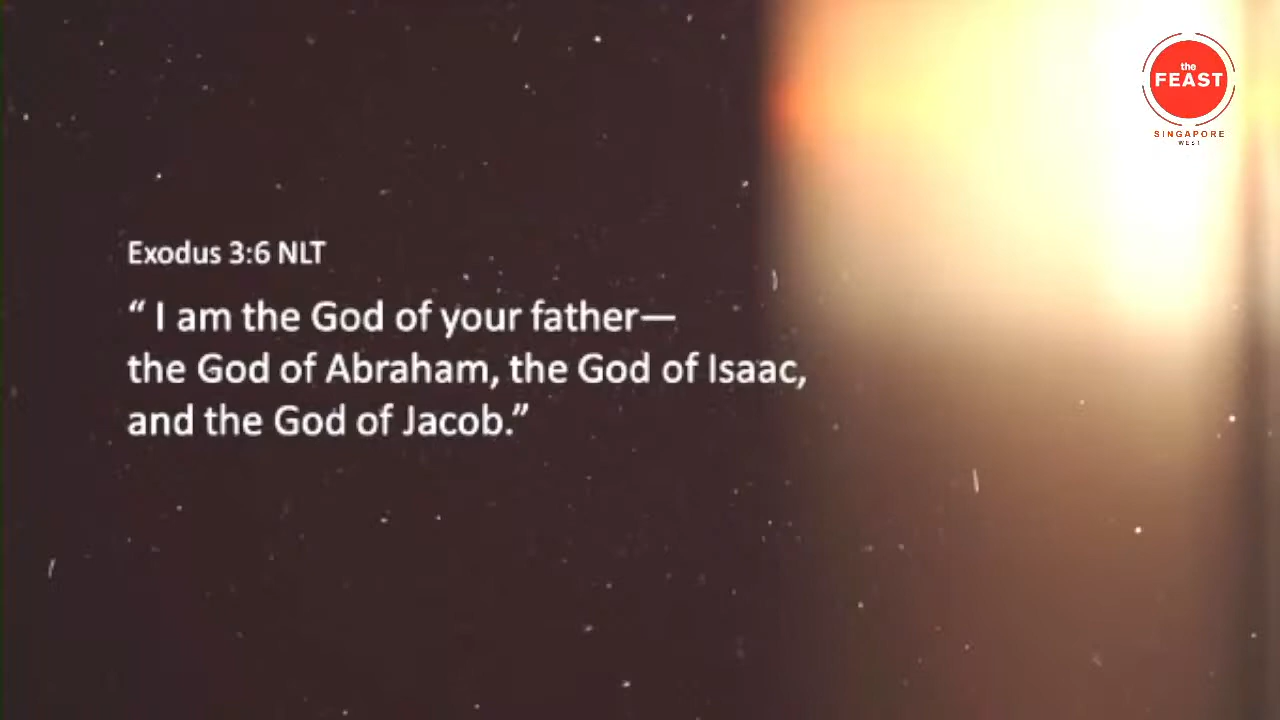 the
FEAST
SINGAPORE
WEST
Exodus 3:6 NLT
“ I am the God of your father—
the God of Abraham, the God of Isaac,
and the God of Jacob.”